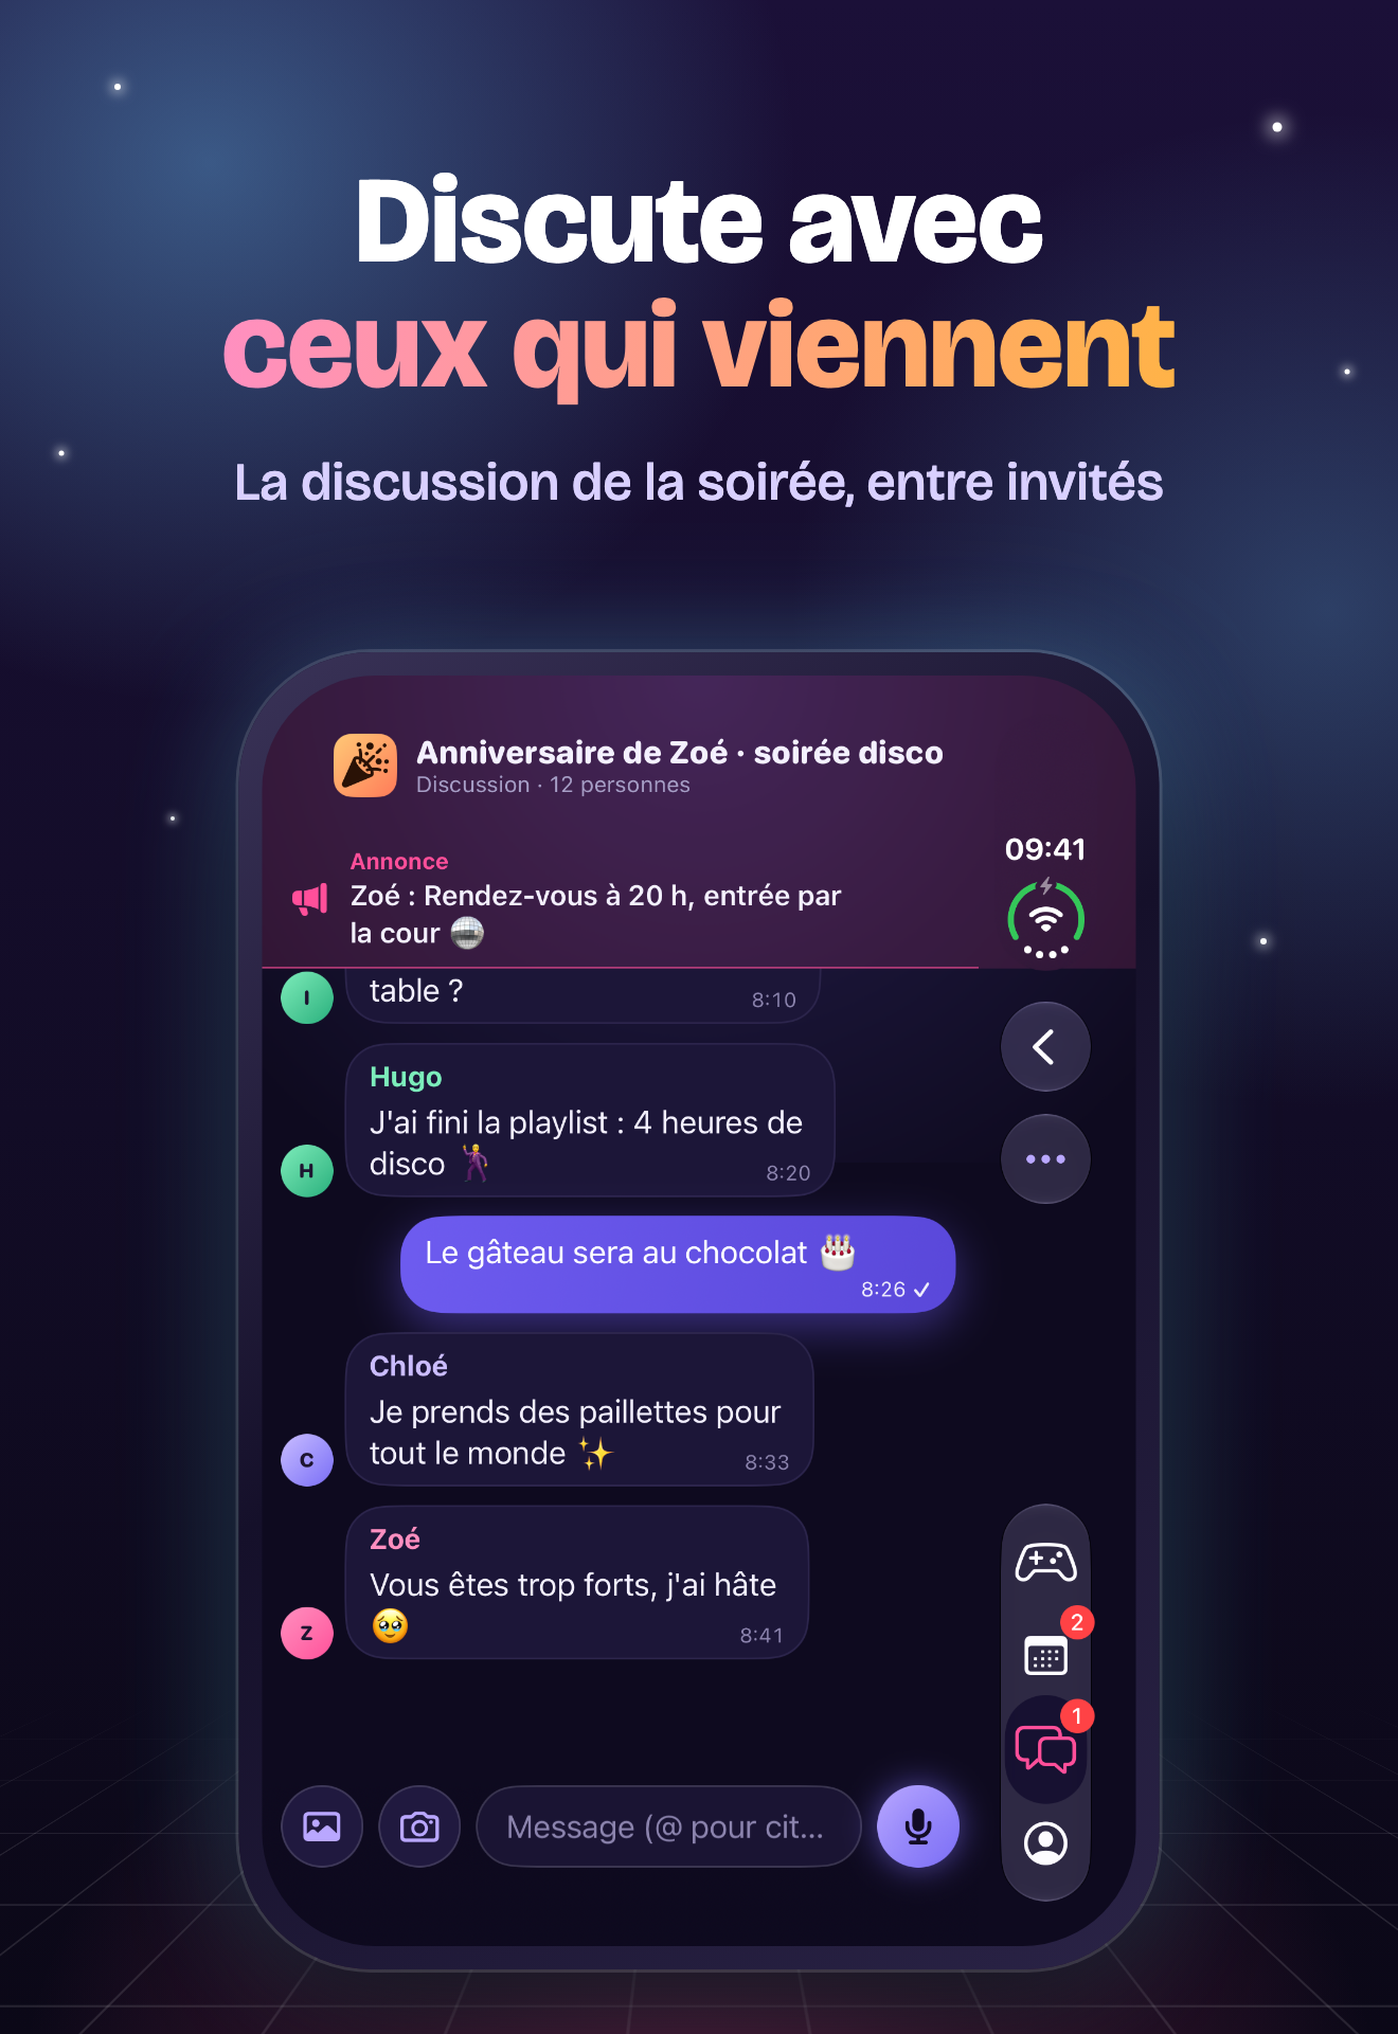 Discute avec
ceux qui viennent
La discussion de la soirée, entre invités
Anniversaire de Zoé · soirée disco
Discussion · 12 personnes
09:41
Annonce
Zoé : Rendez-vous à 20 h, entrée par
la cour 🪩
I
table ?
8:10
Hugo
J'ai fini la playlist : 4 heures de
disco 🕺
8:20
H
Le gâteau sera au chocolat 🎂
8:26 ✓
Chloé
Je prends des paillettes pour
tout le monde ✨
8:33
C
Zoé
Vous êtes trop forts, j'ai hâte
🥹
8:41
Z
2
1
Message (@ pour cit...